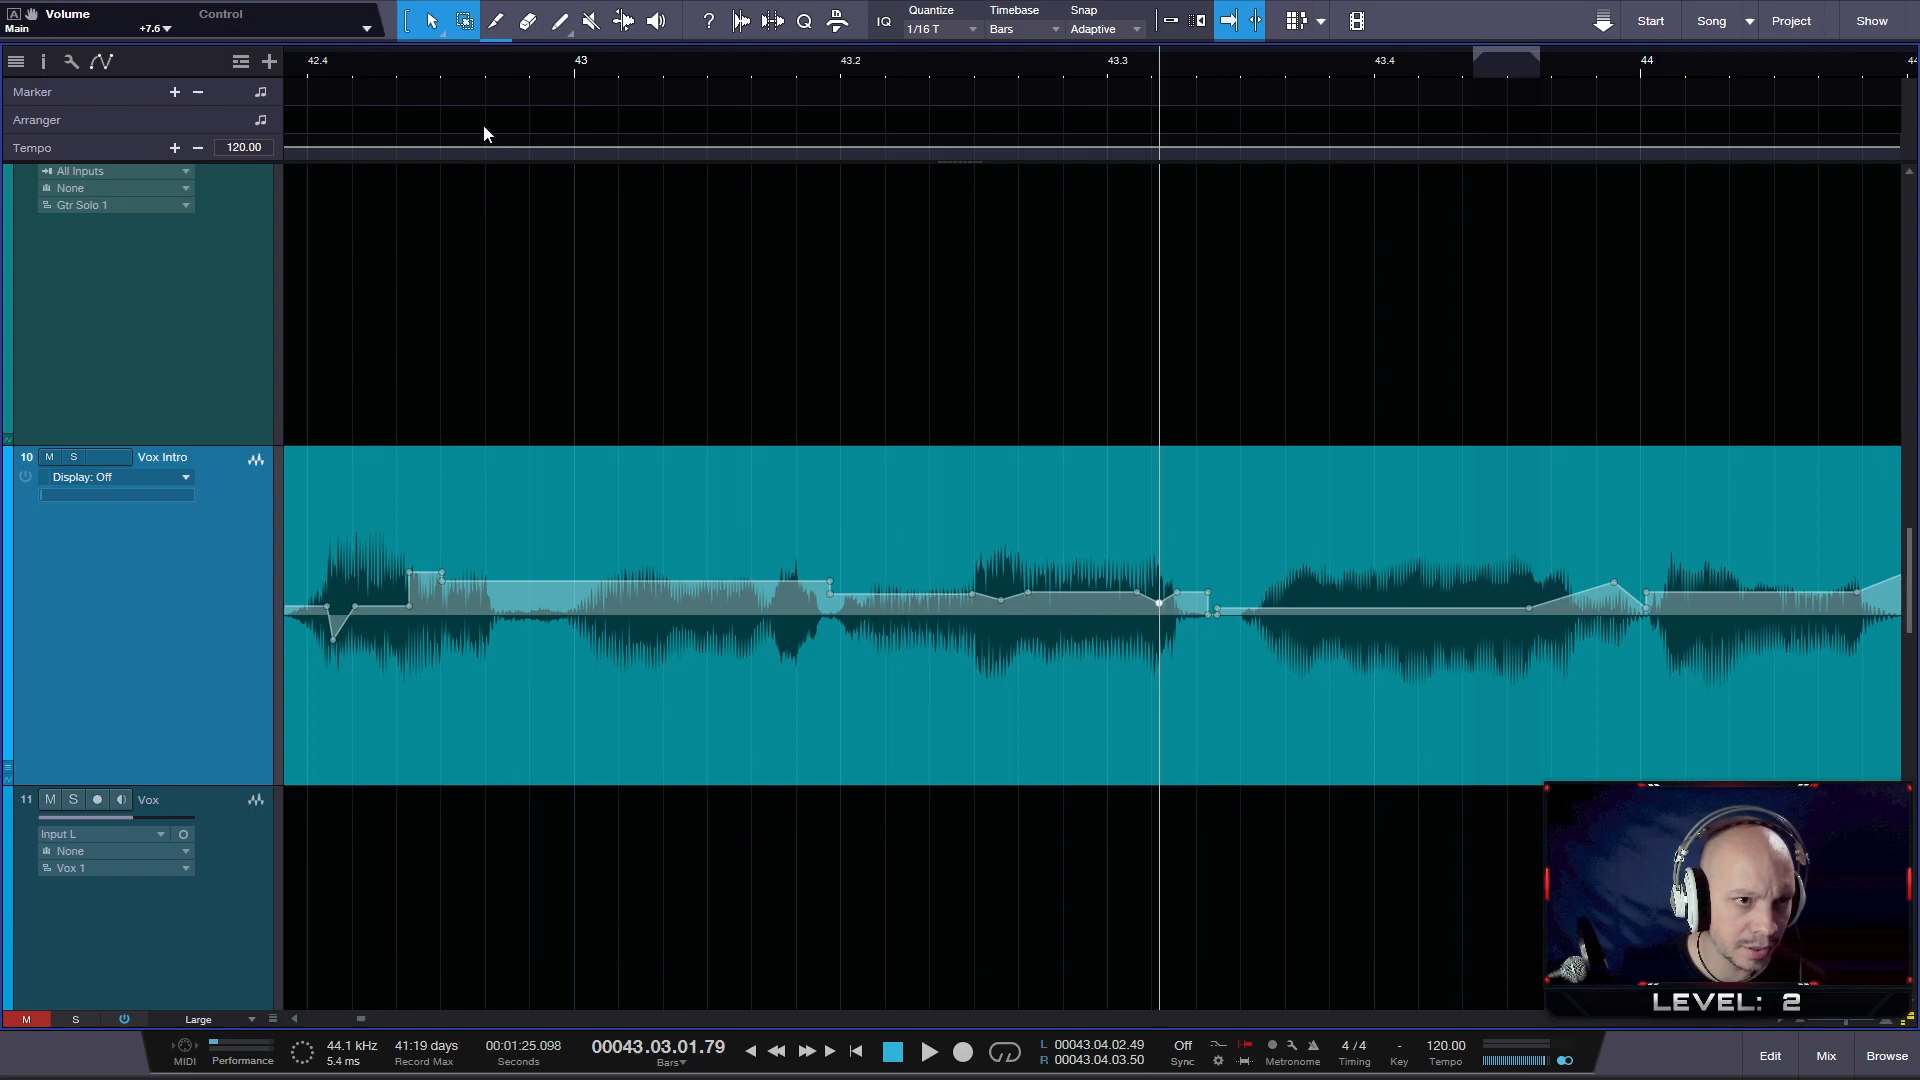 Volume
Control
Main
+7.6
Quantize
Timebase
Snap
IQ
1/16 T
Bars
Adaptive
Start
Song
Project
Show
42.4
43
43.2
43.3
43.4
44
Marker
Arranger
Tempo
120.00
All Inputs
None
Gtr Solo 1
10
M
S
Vox Intro
Display: Off
11
M
S
Vox
Input L
None
Vox 1
LEVEL: 2
M
S
Large
MIDI
Performance
44.1 kHz
5.4 ms
41:19 days
Record Max
00:01:25.098
Seconds
00043.03.01.79
Bars
L 00043.04.02.49
R 00043.04.03.50
Off
Sync
Metronome
4 / 4
Timing
-
Key
120.00
Tempo
Edit
Mix
Browse